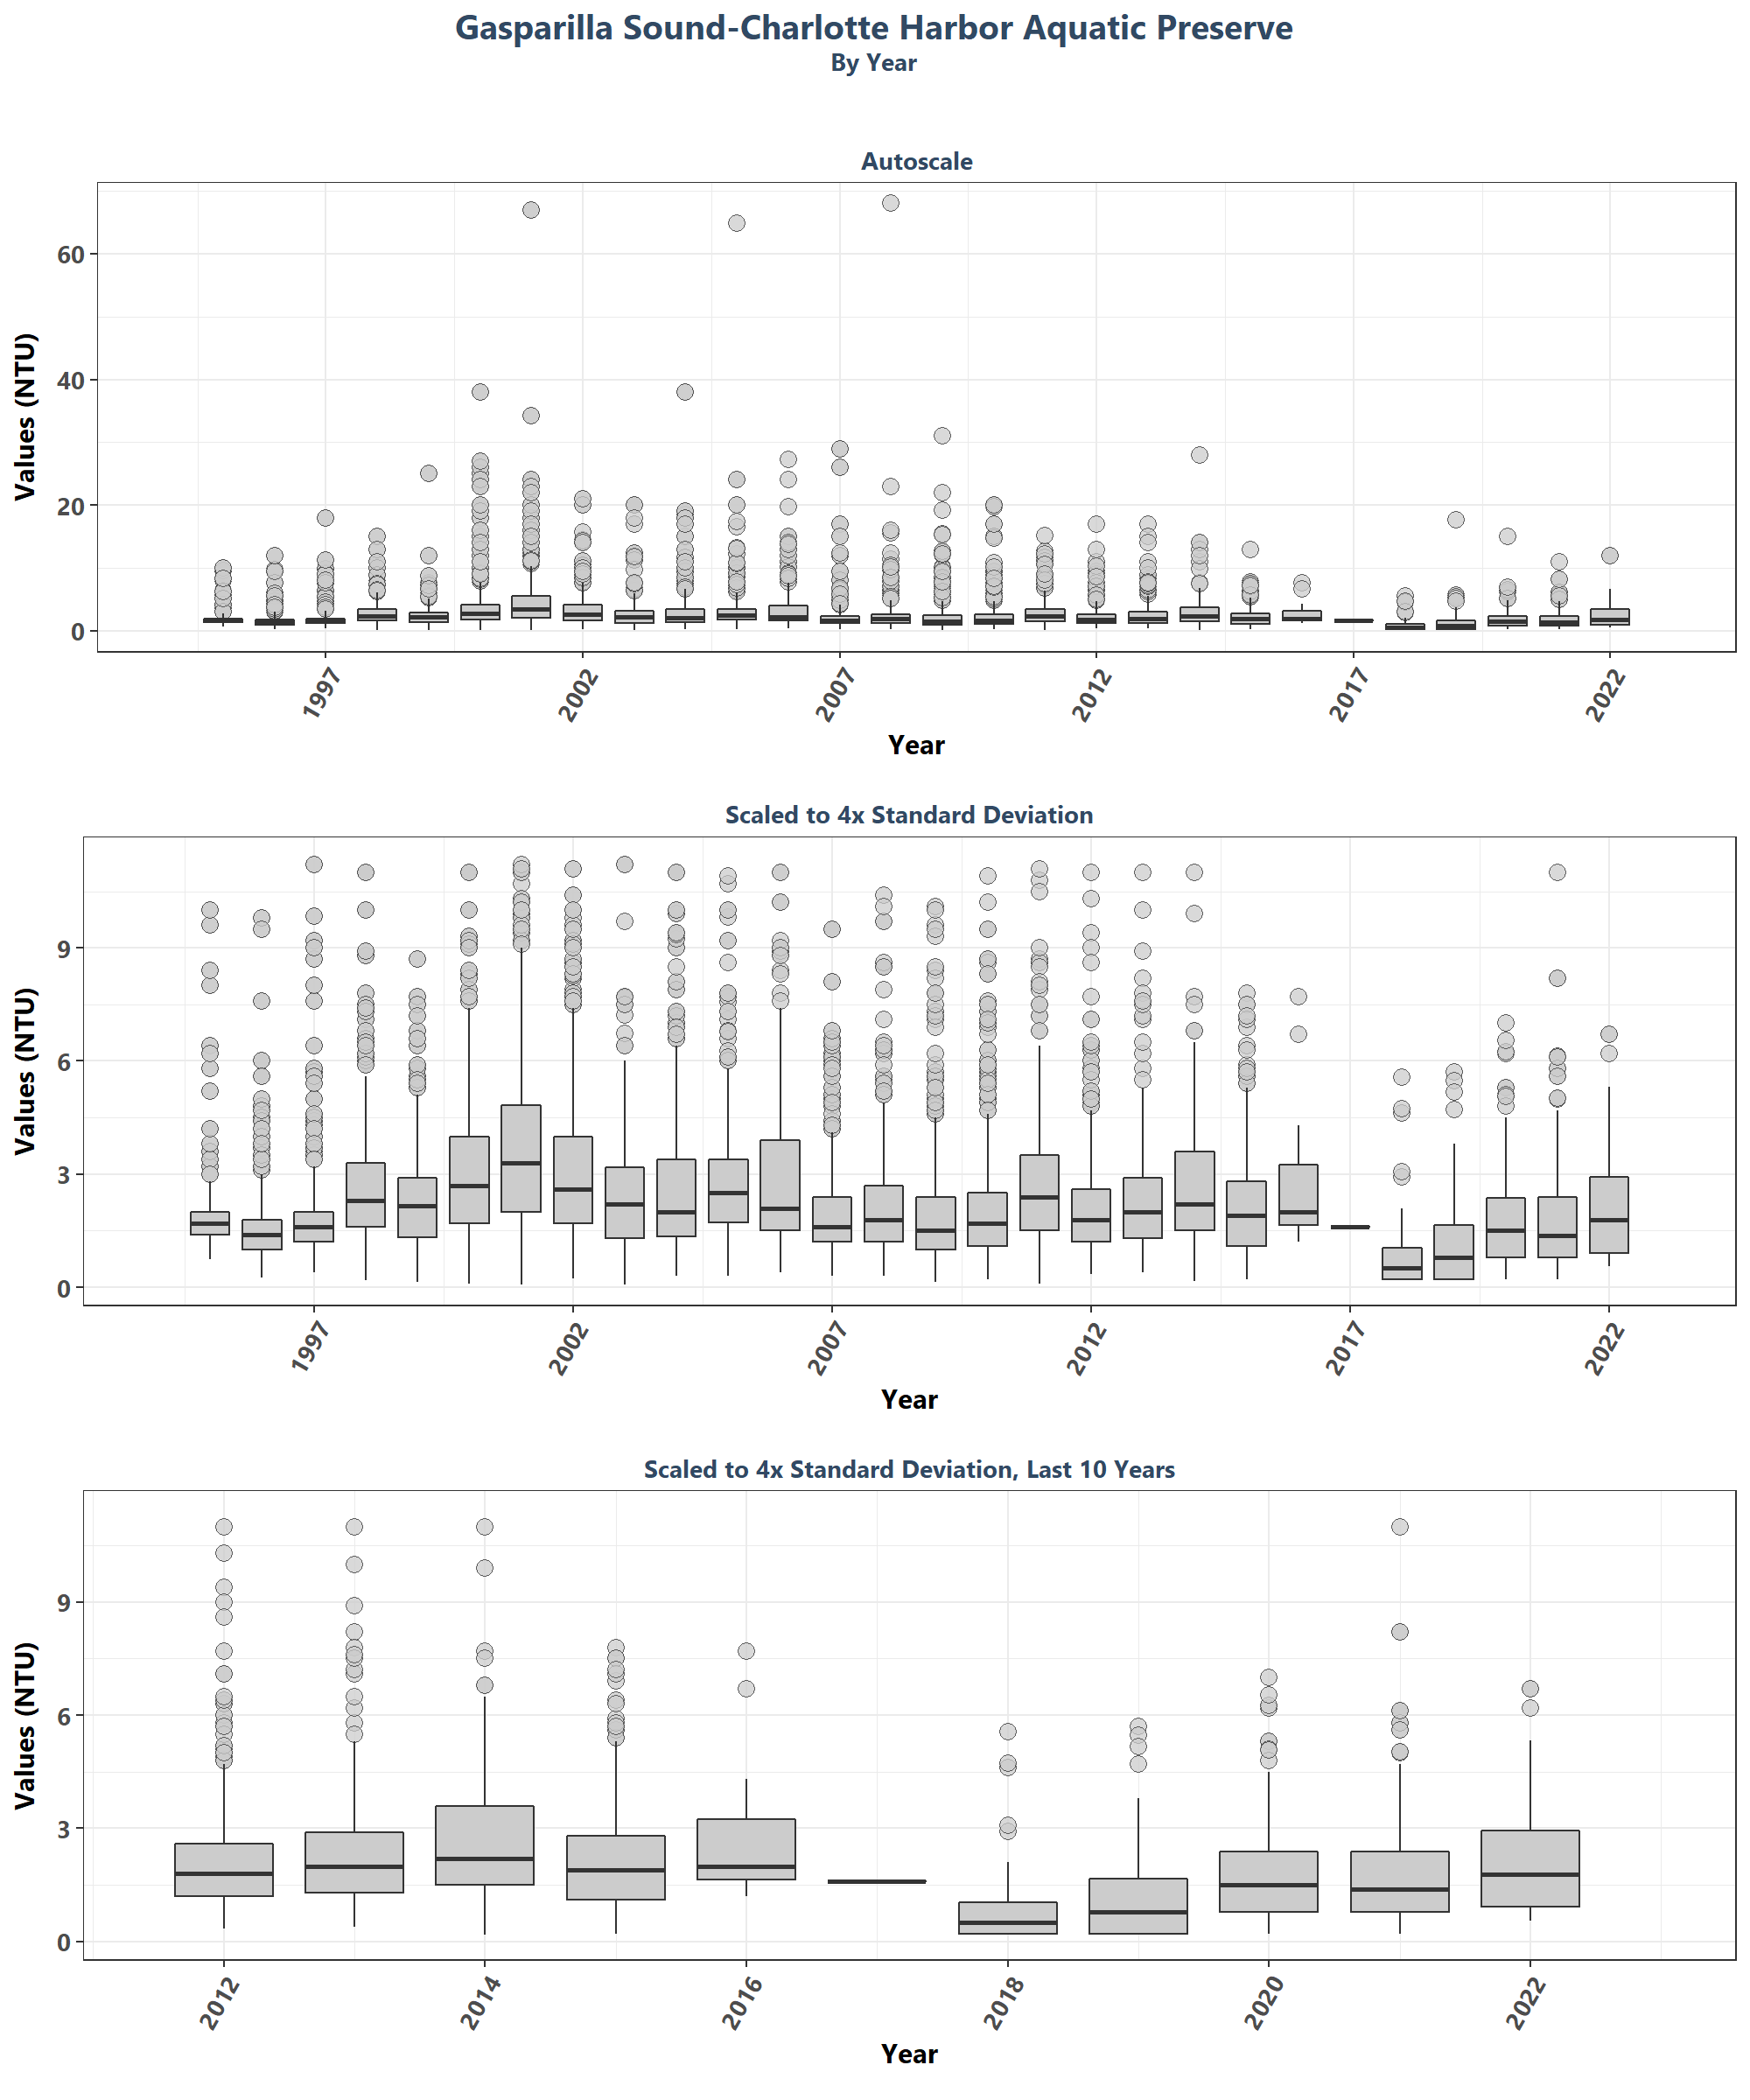 Gasparilla Sound-Charlotte Harbor Aquatic Preserve
By Year
Autoscale
Values (NTU)
60
40
20
0
1997
2002
2007
2012
2017
2022
Year
Scaled to 4x Standard Deviation
Values (NTU)
9
6
3
0
1997
2002
2007
2012
2017
2022
Year
Scaled to 4x Standard Deviation, Last 10 Years
Values (NTU)
9
6
3
0
2012
2014
2016
2018
2020
2022
Year